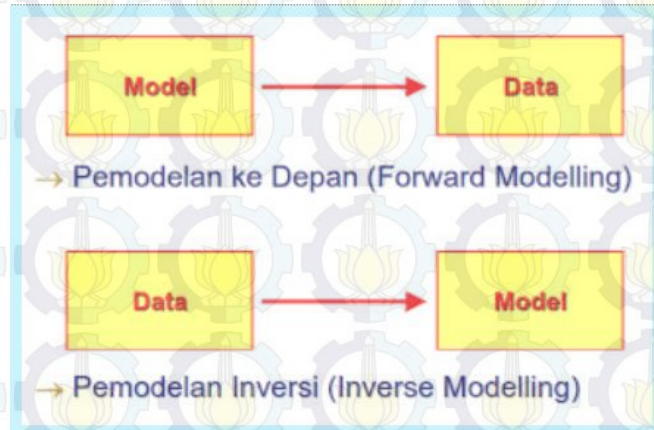 Model Data
→ Pemodelan ke Depan (Forward Modelling)
Data Model
→ Pemodelan Inversi (Inverse Modelling)